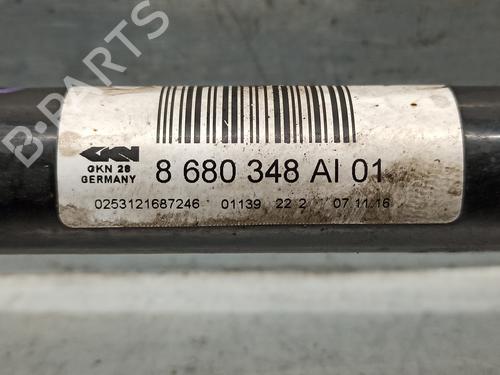 B-PARTS
GKN
GKN 28
GERMANY
8 680 348 AI 01
0253121687246 01139 22 2 07.11.16